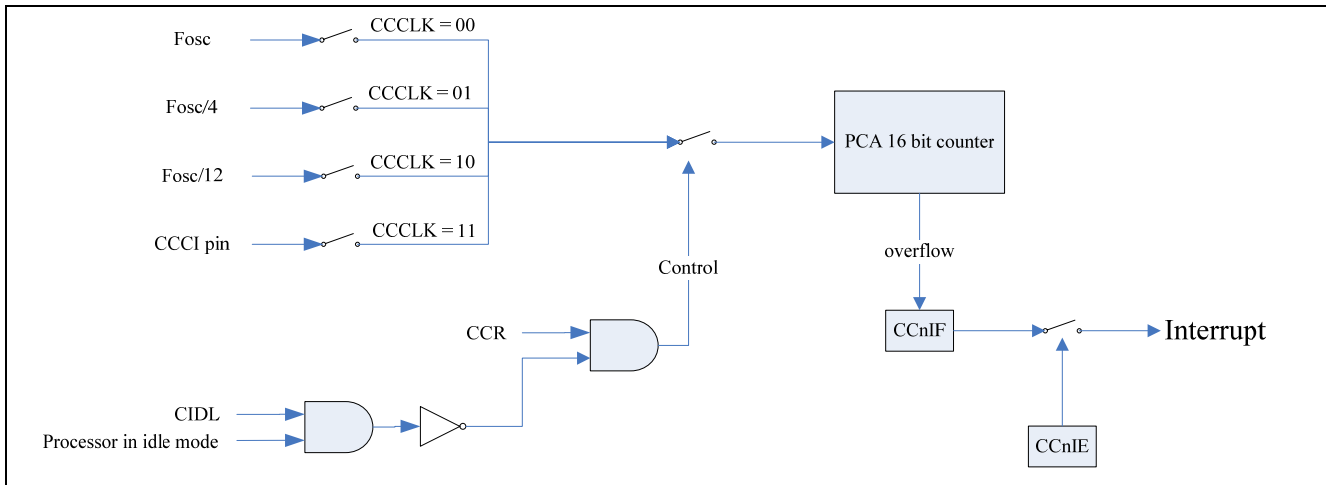 Fosc
CCCLK = 00
Fosc/4
CCCLK = 01
PCA 16 bit counter
Fosc/12
CCCLK = 10
CCCI pin
CCCLK = 11
overflow
Control
CCR
CCnIF
Interrupt
CIDL
Processor in idle mode
CCnIE